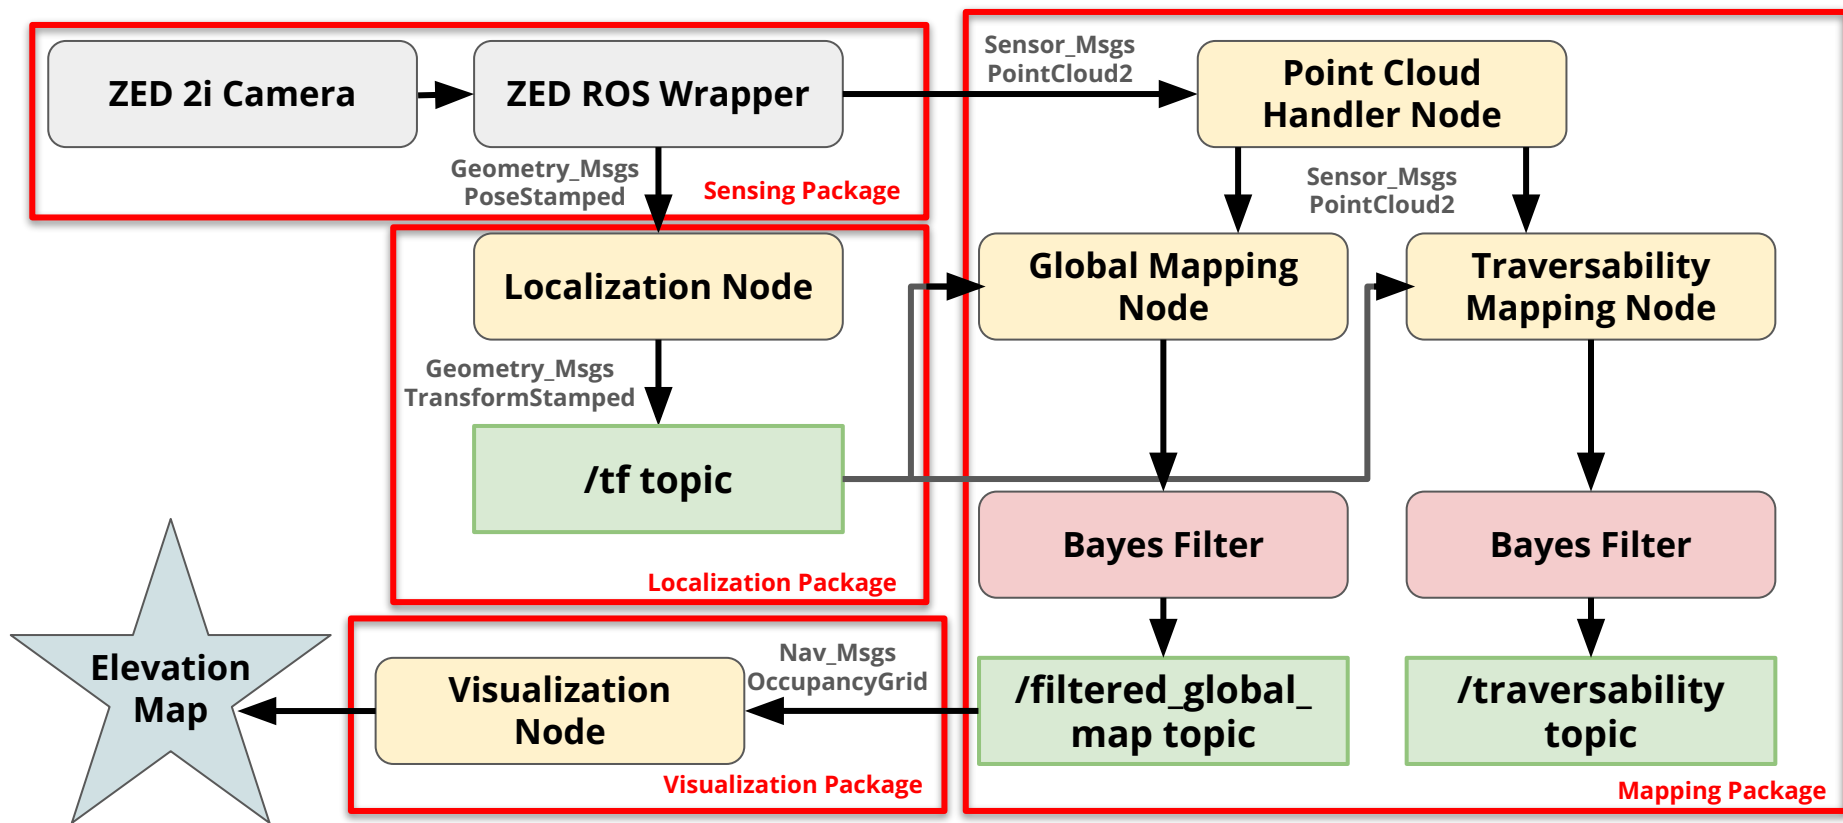 ZED 2i Camera
ZED ROS Wrapper
Sensor_Msgs
PointCloud2
Point Cloud
Handler Node
Geometry_Msgs
PoseStamped
Sensing Package
Sensor_Msgs
PointCloud2
Localization Node
Global Mapping
Node
Traversability
Mapping Node
Geometry_Msgs
TransformStamped
/tf topic
Localization Package
Bayes Filter
Bayes Filter
Elevation
Map
Visualization
Node
Nav_Msgs
OccupancyGrid
/filtered_global_
map topic
/traversability
topic
Visualization Package
Mapping Package